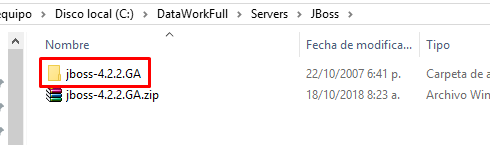 equipo > Disco local (C:) > DataWorkFull > Servers > JBoss >
Nombre Fecha de modifica... Tipo
jboss-4.2.2.GA 22/10/2007 6:41 p. Carpeta de a
jboss-4.2.2.GA.zip 18/10/2018 8:23 a. Archivo Win